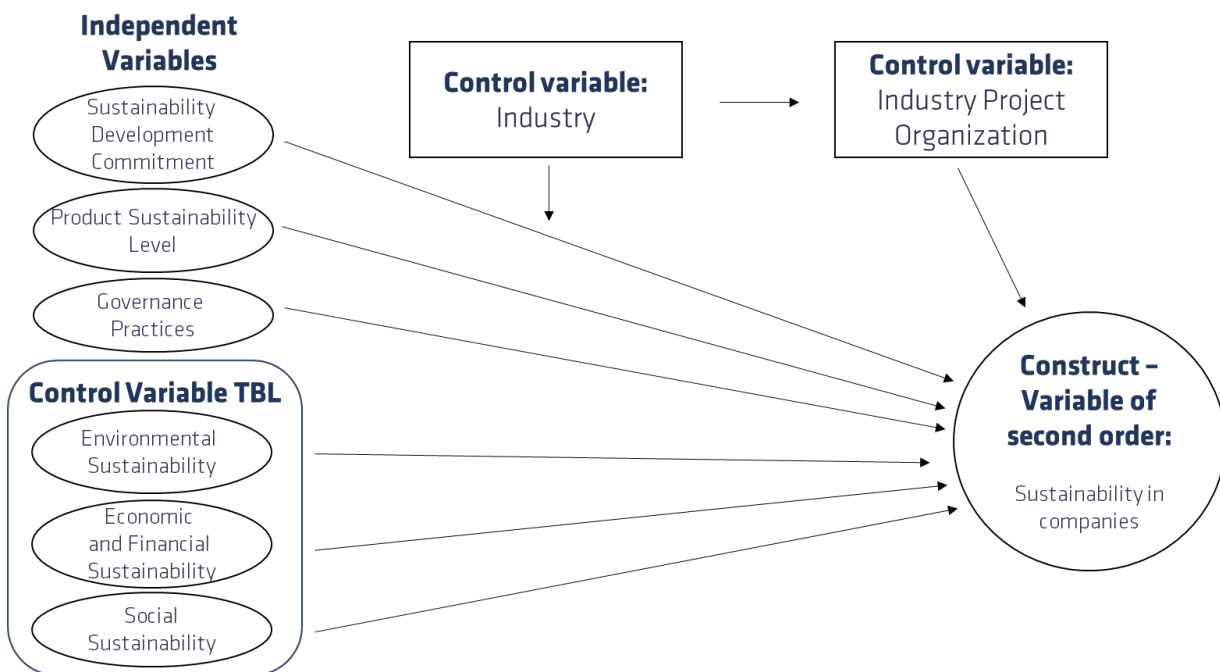 Independent
Variables
Sustainability
Development
Commitment
Product Sustainability
Level
Governance
Practices
Control Variable TBL
Environmental
Sustainability
Economic
and Financial
Sustainability
Social
Sustainability
Control variable:
Industry
Control variable:
Industry Project
Organization
Construct –
Variable of
second order:
Sustainability in
companies